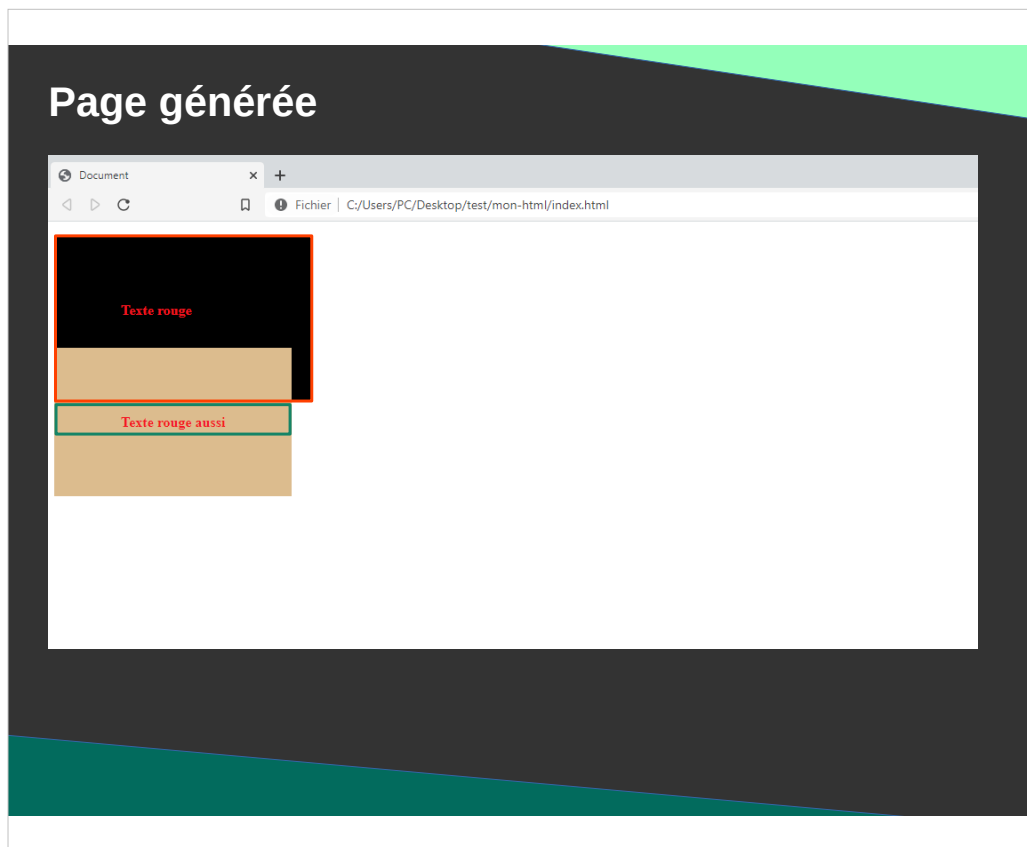 Page générée
Document
Fichier C:/Users/PC/Desktop/test/mon-html/index.html
Texte rouge
Texte rouge aussi